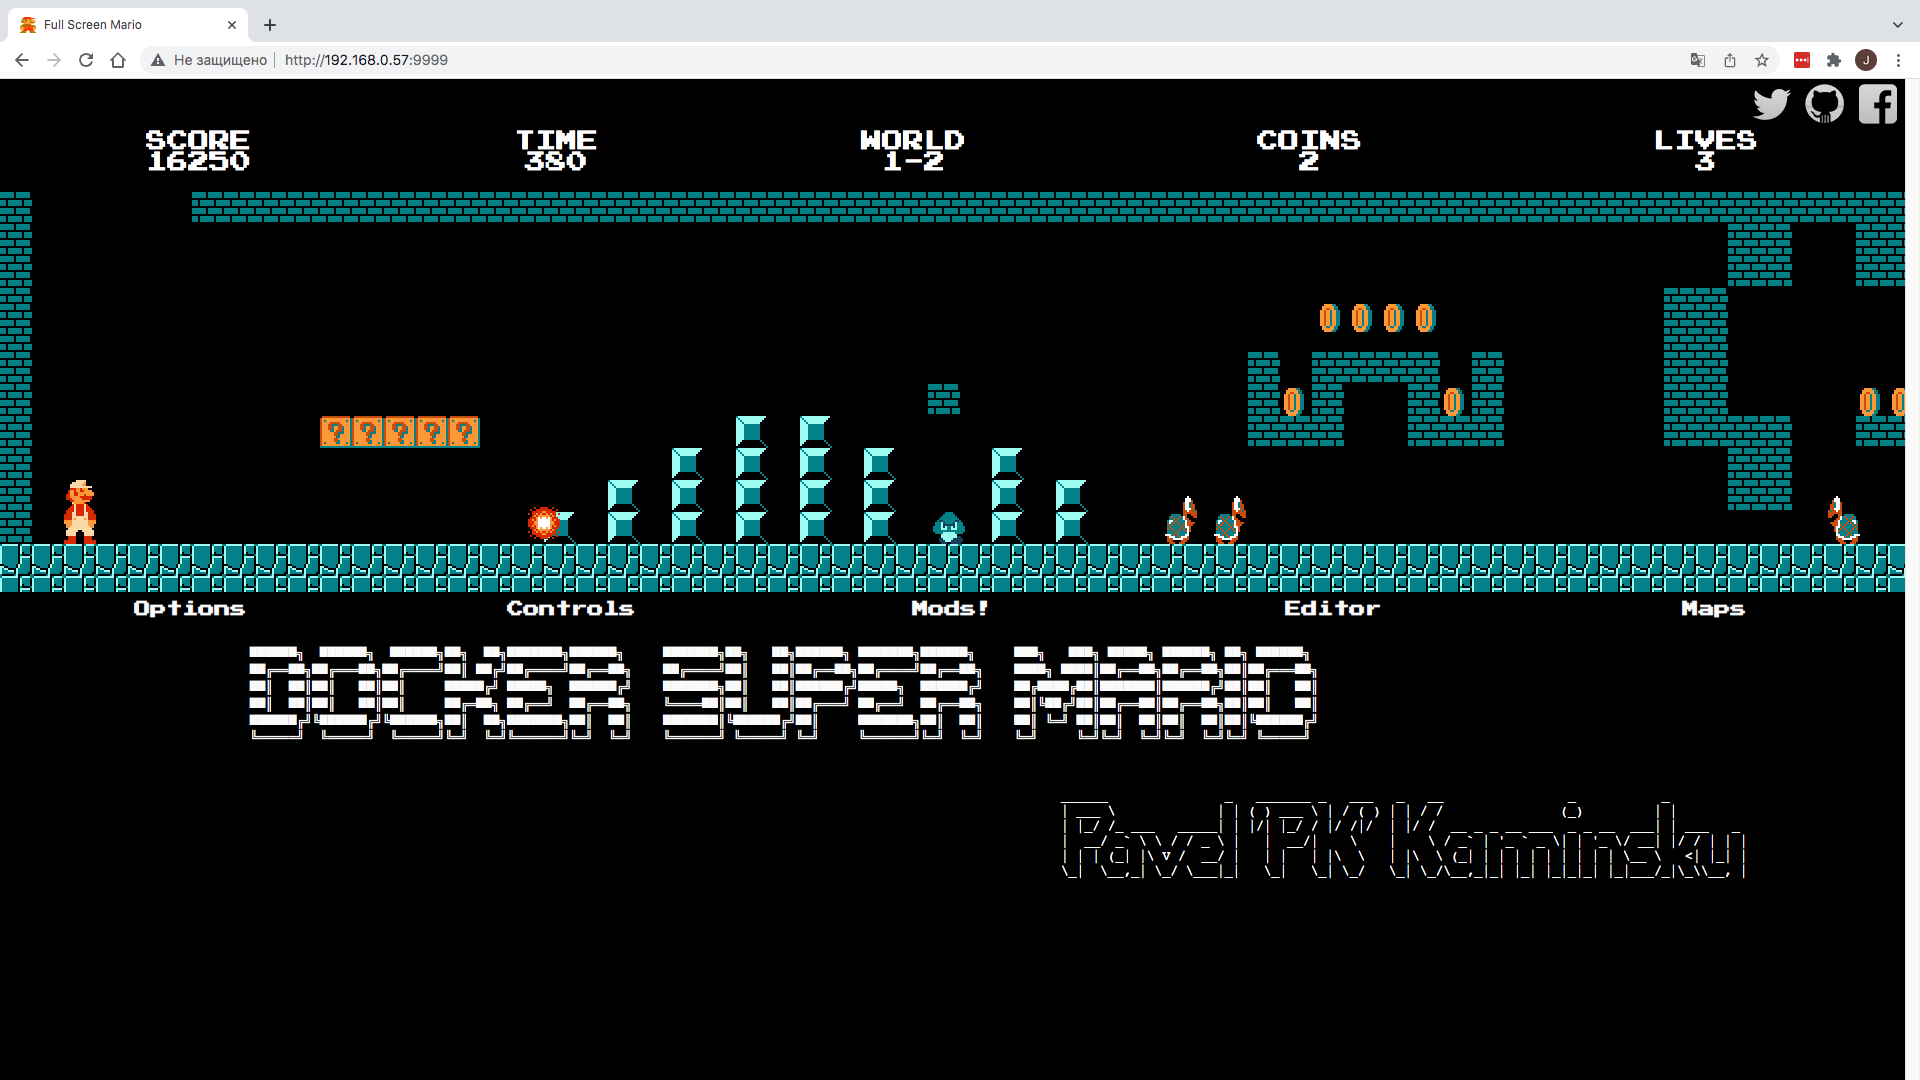 Full Screen Mario
Не защищено
http://192.168.0.57:9999
J
SCORE TIME WORLD COINS LIVES
16250 380 1-2 2 3
? ? ? ? ?
Options Controls Mods! Editor Maps
DOCKER SUPER MARIO
Pavel 'PK' Kaminsky